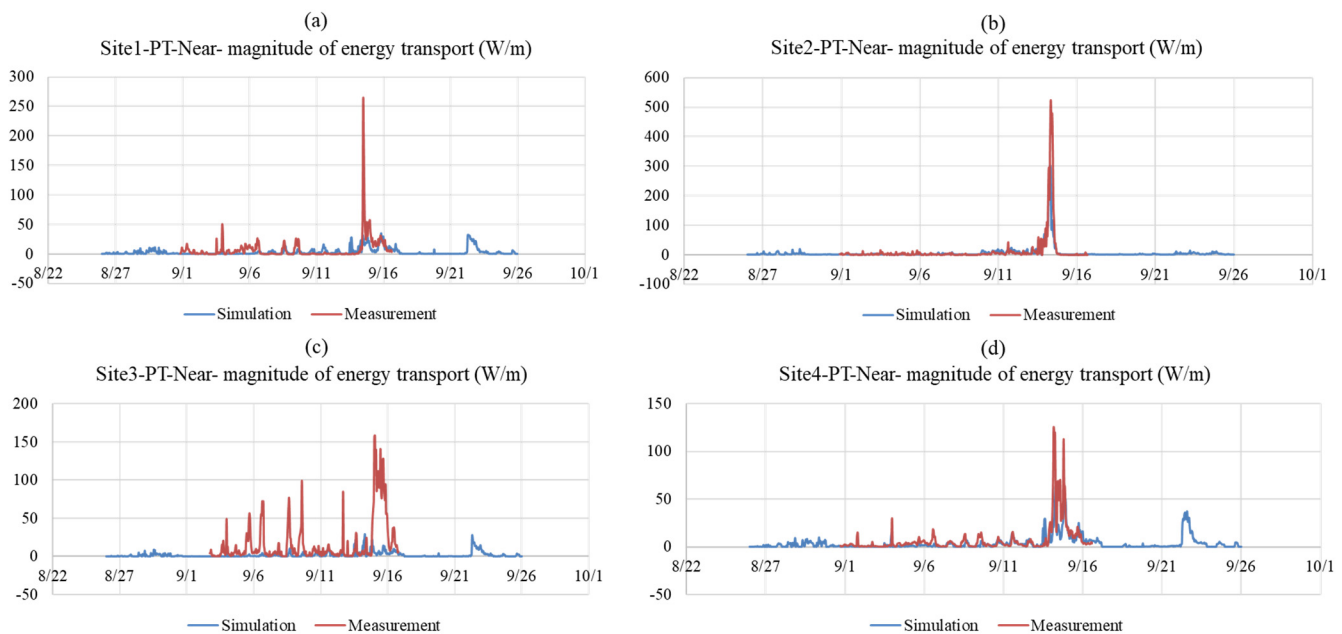 (a)
Site1-PT-Near- magnitude of energy transport (W/m)
300
250
200
150
100
50
0
-50
8/22 8/27 9/1 9/6 9/11 9/16 9/21 9/26 10/1
Simulation Measurement
(b)
Site2-PT-Near- magnitude of energy transport (W/m)
600
500
400
300
200
100
0
-100
8/22 8/27 9/1 9/6 9/11 9/16 9/21 9/26 10/1
Simulation Measurement
(c)
Site3-PT-Near- magnitude of energy transport (W/m)
200
150
100
50
0
-50
8/22 8/27 9/1 9/6 9/11 9/16 9/21 9/26 10/1
Simulation Measurement
(d)
Site4-PT-Near- magnitude of energy transport (W/m)
150
100
50
0
-50
8/22 8/27 9/1 9/6 9/11 9/16 9/21 9/26 10/1
Simulation Measurement